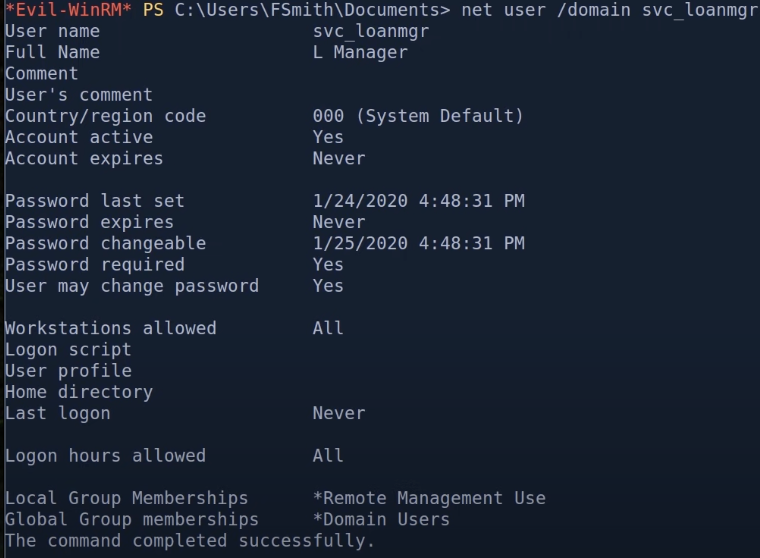 *Evil-WinRM* PS C:\Users\FSmith\Documents> net user /domain svc_loanmgr
User name                    svc_loanmgr
Full Name                    L Manager
Comment
User's comment
Country/region code          000 (System Default)
Account active               Yes
Account expires              Never
Password last set            1/24/2020 4:48:31 PM
Password expires             Never
Password changeable          1/25/2020 4:48:31 PM
Password required            Yes
User may change password     Yes
Workstations allowed         All
Logon script
User profile
Home directory
Last logon                   Never
Logon hours allowed          All
Local Group Memberships      *Remote Management Use
Global Group memberships     *Domain Users
The command completed successfully.